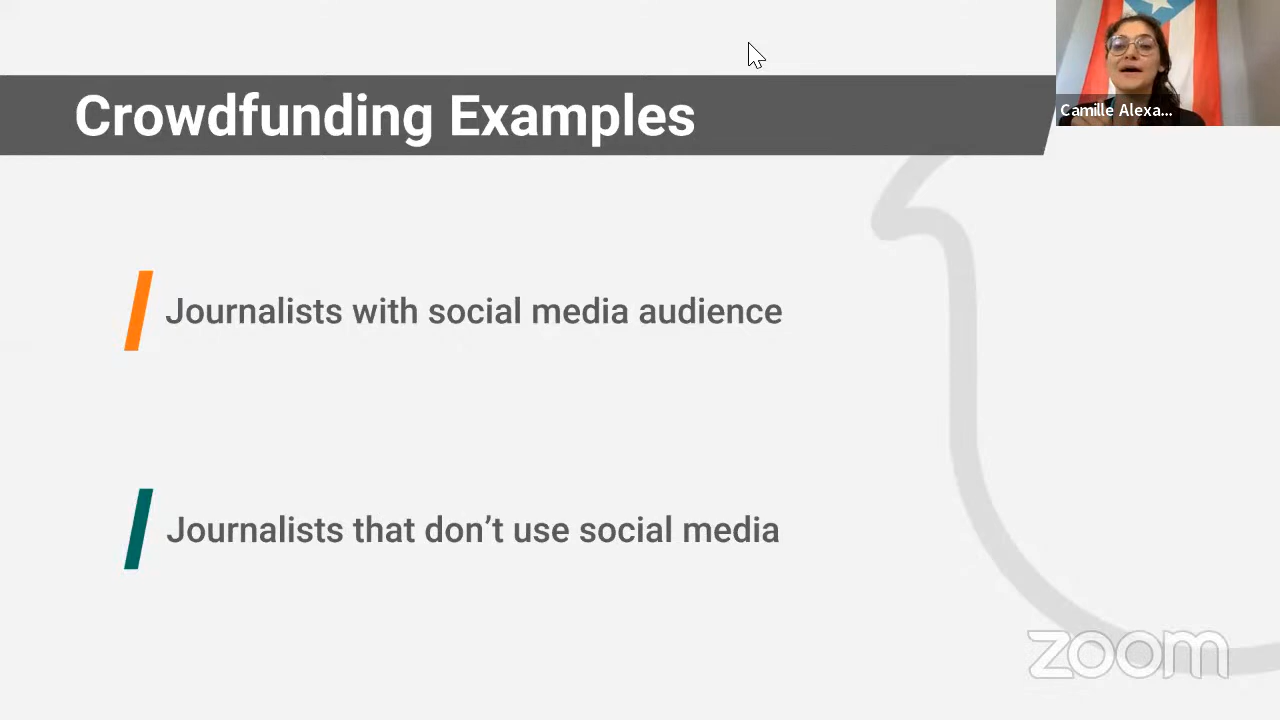 Crowdfunding Examples
Camille Alexa...
Journalists with social media audience
Journalists that don’t use social media
zoom